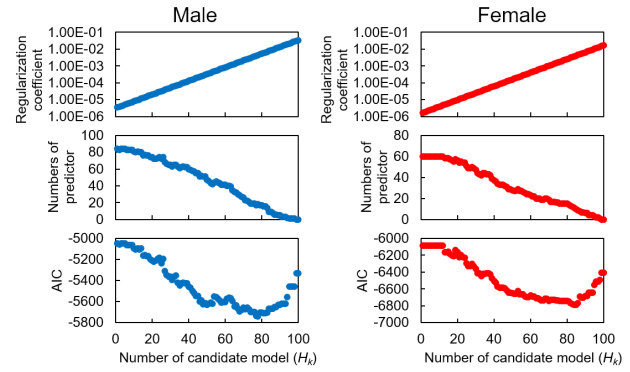 Male
Female
Regularization
coefficient
1.00E-01
1.00E-02
1.00E-03
1.00E-04
1.00E-05
1.00E-06
Regularization
coefficient
1.00E-01
1.00E-02
1.00E-03
1.00E-04
1.00E-05
1.00E-06
Numbers of
predictor
100
80
60
40
20
0
Numbers of
predictor
80
60
40
20
0
AIC
-5000
-5200
-5400
-5600
-5800
0 20 40 60 80 100
Number of candidate model (Hk)
AIC
-6000
-6200
-6400
-6600
-6800
-7000
0 20 40 60 80 100
Number of candidate model (Hk)